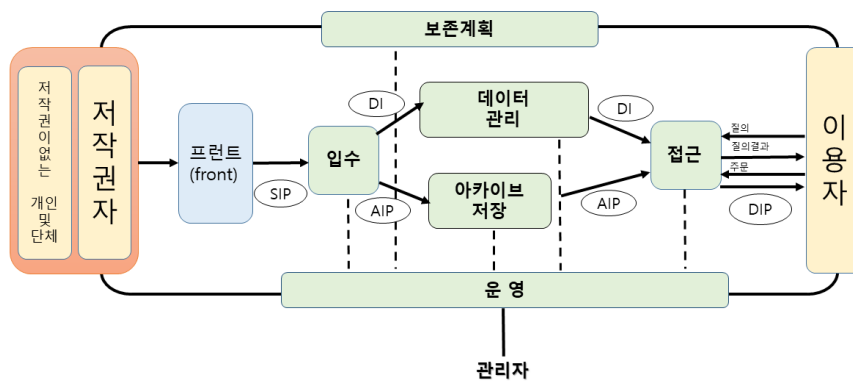 보존계획
저작권이없는
개인
및
단체
저작권자
프런트
(front)
SIP
입수
DI
AIP
데이터
관리
아카이브
저장
DI
AIP
접근
질의
질의결과
주문
DIP
이용자
운 영
관리자